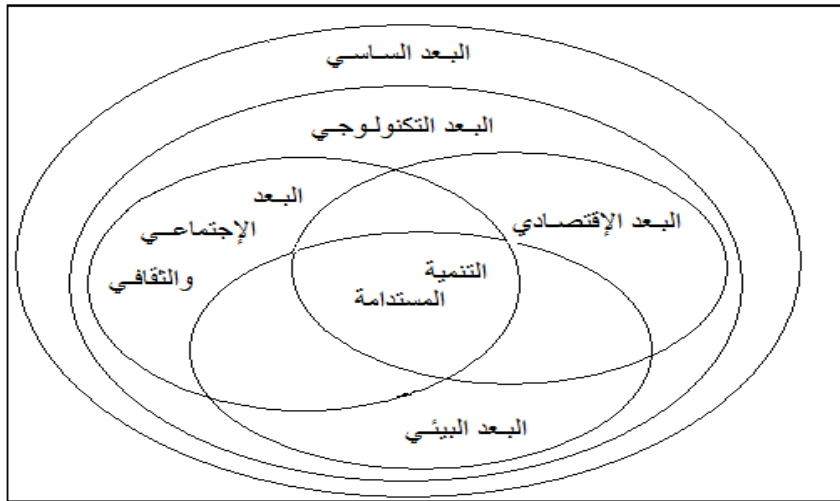 البعد الساسي
البعد التكنولوجي
البعد
الإجتماعي
والثقافي
البعد الإقتصادي
التنمية
المستدامة
البعد البيئي